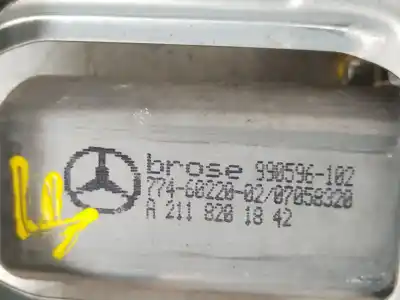 brose 990596-102
774-60220-02/07058320
A 211 820 18 42